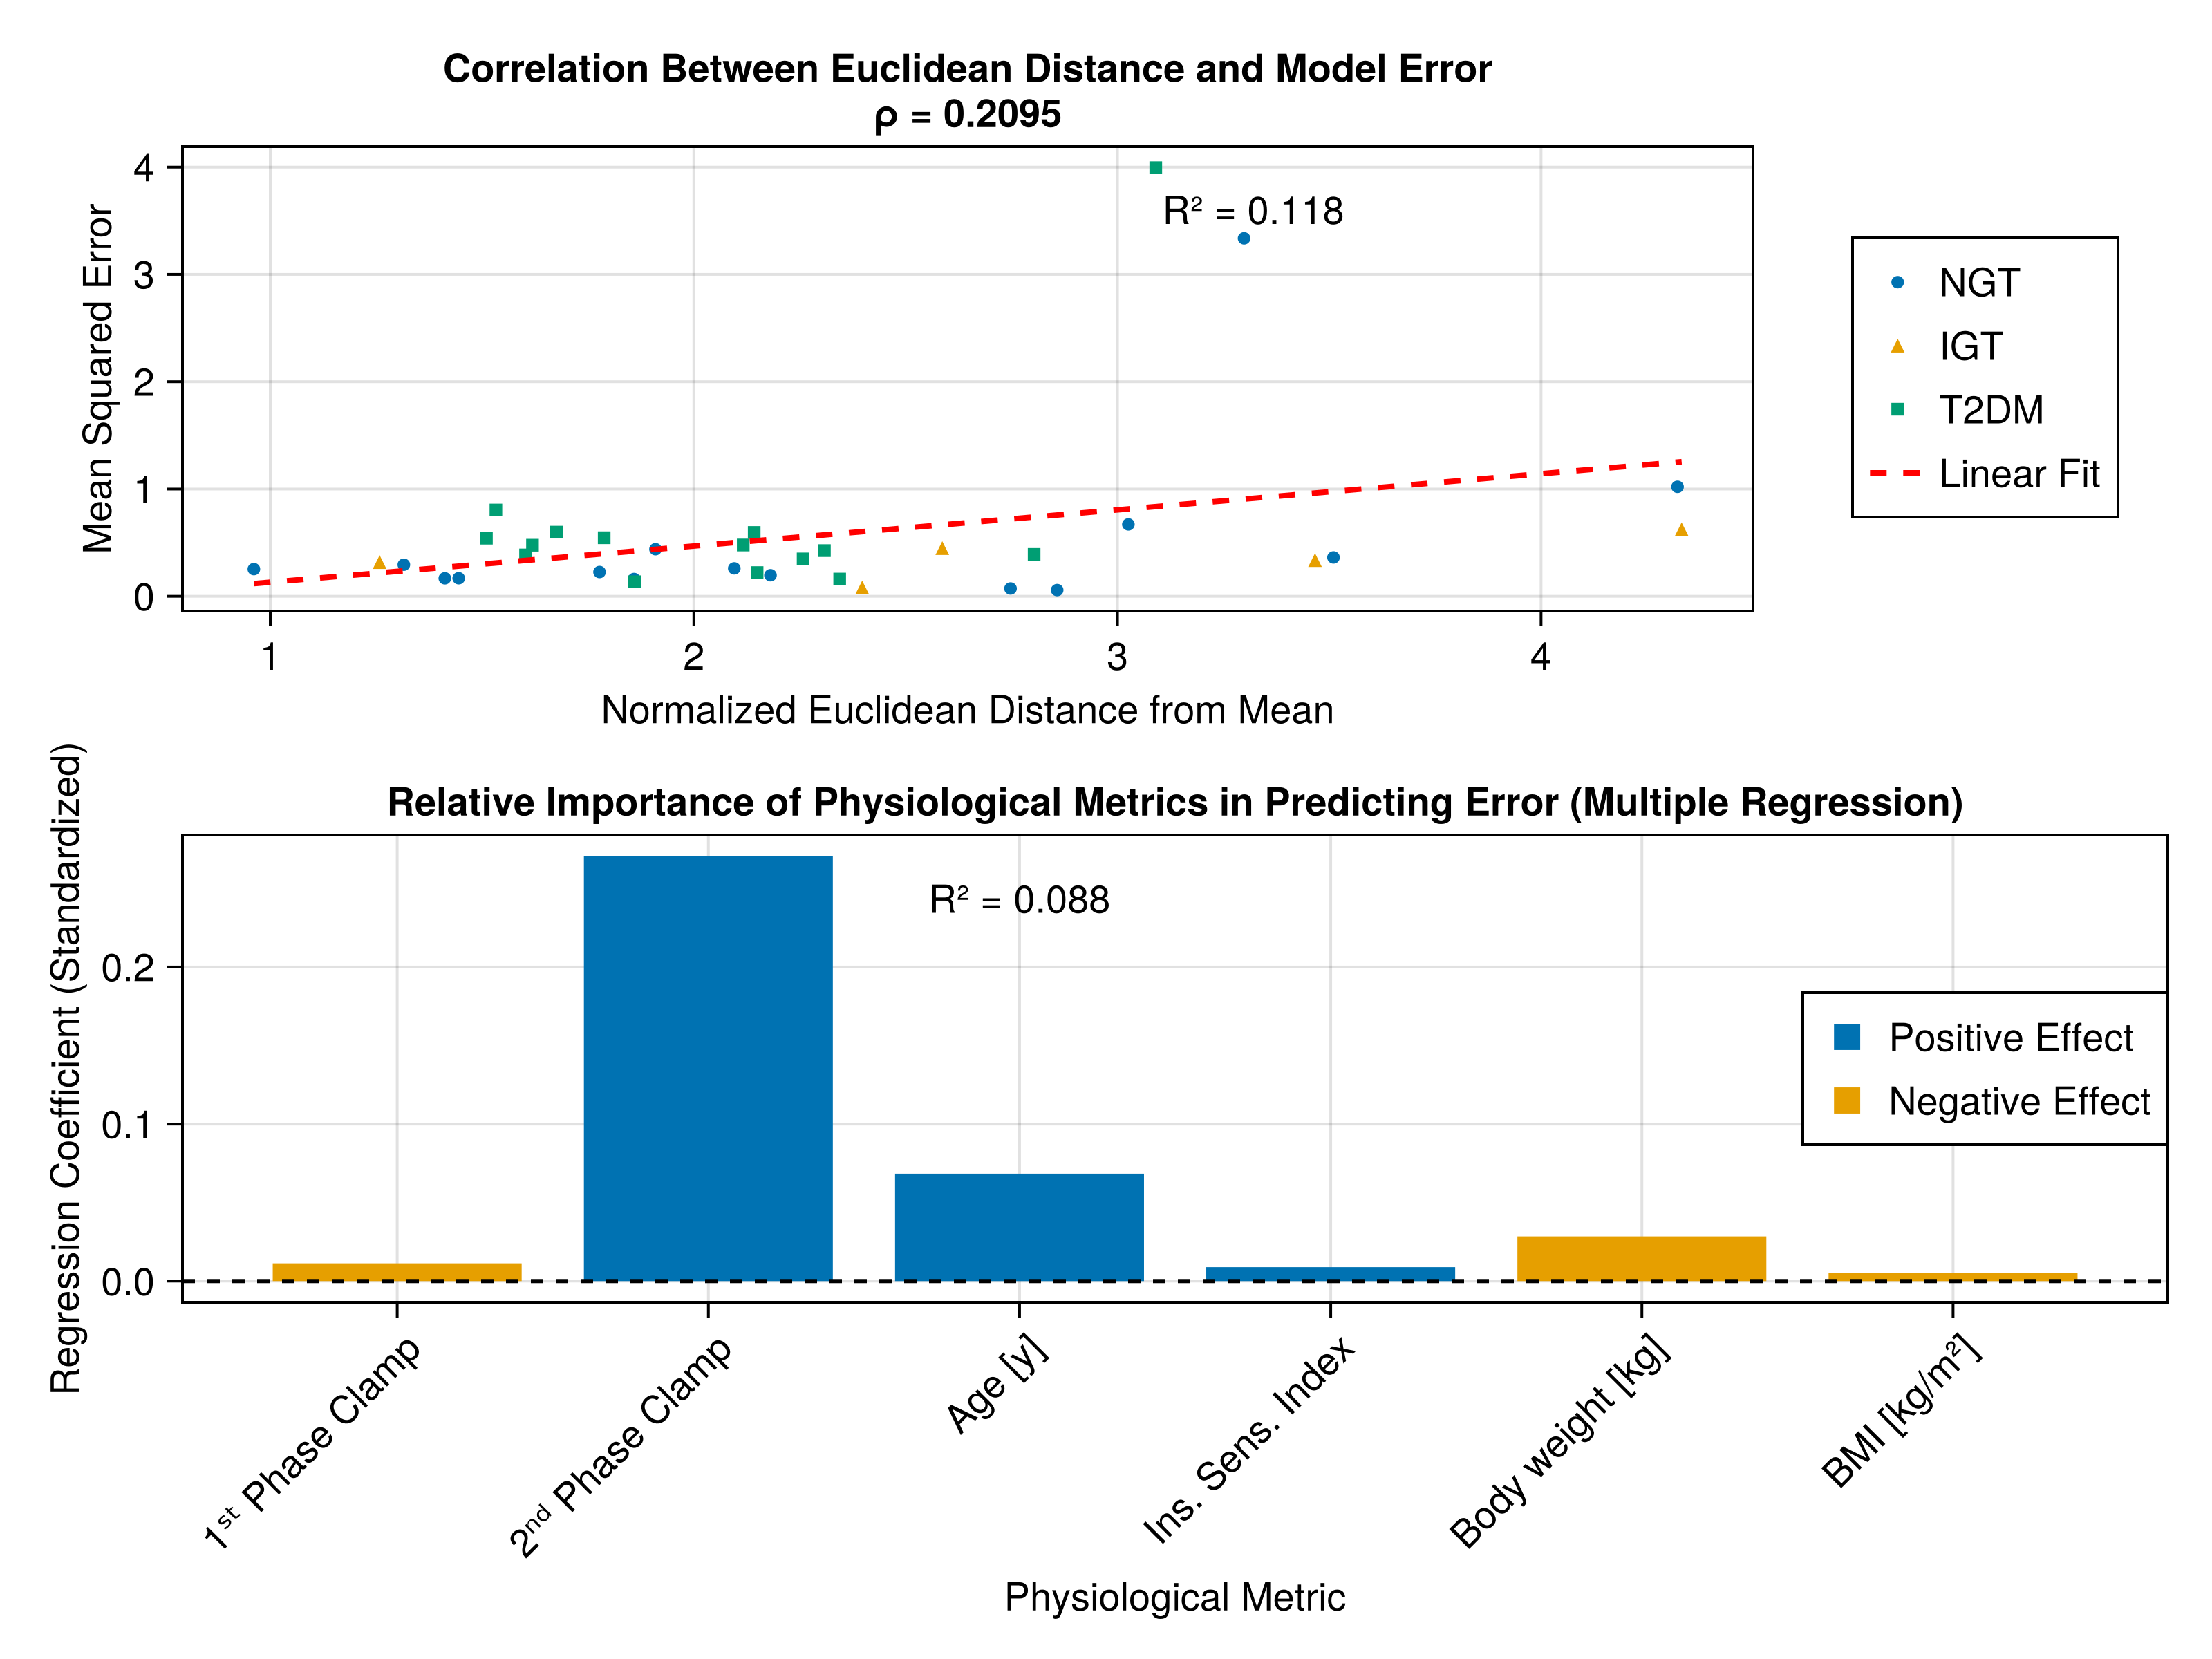 Correlation Between Euclidean Distance and Model Error
ρ = 0.2095
Mean Squared Error
4
3
2
1
0
R² = 0.118
1
2
3
4
Normalized Euclidean Distance from Mean
NGT
IGT
T2DM
Linear Fit
Relative Importance of Physiological Metrics in Predicting Error (Multiple Regression)
Regression Coefficient (Standardized)
0.2
0.1
0.0
R² = 0.088
Positive Effect
Negative Effect
1ˢᵗ Phase Clamp
2ⁿᵈ Phase Clamp
Age [y]
Ins. Sens. Index
Body weight [kg]
BMI [kg/m²]
Physiological Metric